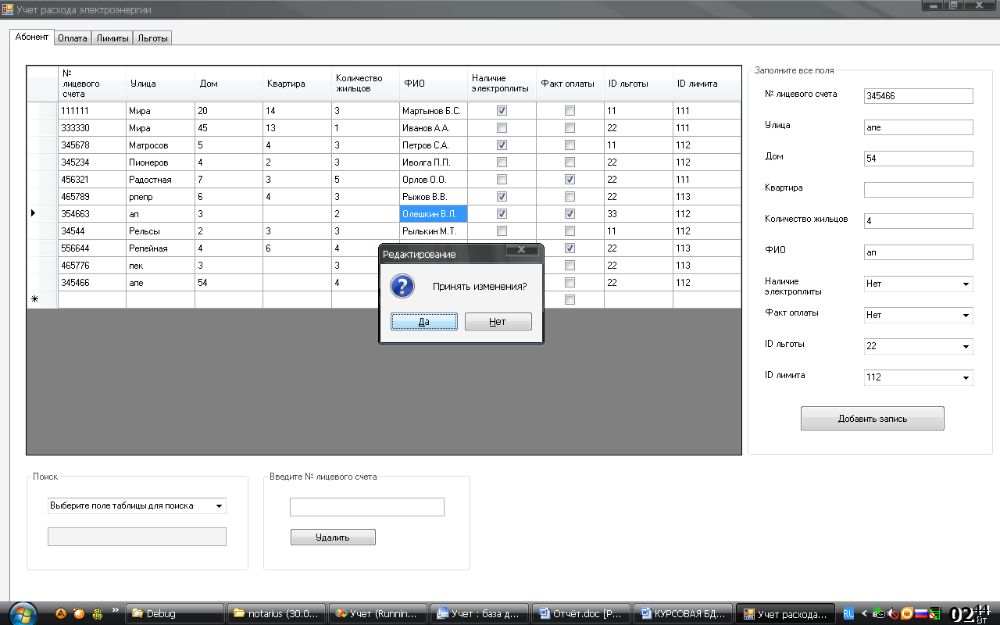 Учет расхода электроэнергии
Абонент Оплата Лимиты Льготы
№ лицевого счета Улица Дом Квартира Количество жильцов ФИО Наличие электроплиты Факт оплаты ID льготы ID лимита
111111 Мира 20 14 3 Мартынов Б.С. 11 111
333330 Мира 45 13 1 Иванов А.А. 22 111
345678 Матросов 5 4 3 Петров С.А. 11 112
345234 Пионеров 4 2 3 Иволга П.П. 22 112
456321 Радостная 7 3 5 Орлов О.О. 22 111
465789 рпепр 6 4 3 Рыжов В.В. 22 113
354663 ап 3 2 Олешкин В.Л. 33 112
34544 Рельсы 2 3 3 Рылькин М.Т. 11 112
556644 Репейная 4 6 4 22 113
465776 пек 3 3 22 113
345466 апе 54 4 22 112
Редактирование
Принять изменения?
Да Нет
Заполните все поля
№ лицевого счета 345466
Улица апе
Дом 54
Квартира
Количество жильцов 4
ФИО ап
Наличие электроплиты Нет
Факт оплаты Нет
ID льготы 22
ID лимита 112
Добавить запись
Поиск
Выберите поле таблицы для поиска
Введите № лицевого счета
Удалить
Debug notarius (30.0... Учет (Runnin... Учет : база д... Отчёт.doc [Р... КУРСОВАЯ БД... Учет расхода... RL 02:44 ВТ